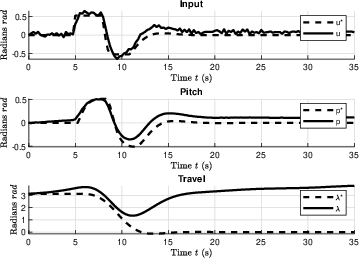 Input
Radians rad
0.5
0
-0.5
u*
u
0 5 10 15 20 25 30 35
Time t (s)
Pitch
Radians rad
0.5
0
-0.5
p*
p
0 5 10 15 20 25 30 35
Time t (s)
Travel
Radians rad
3
2
1
0
λ*
λ
0 5 10 15 20 25 30 35
Time t (s)